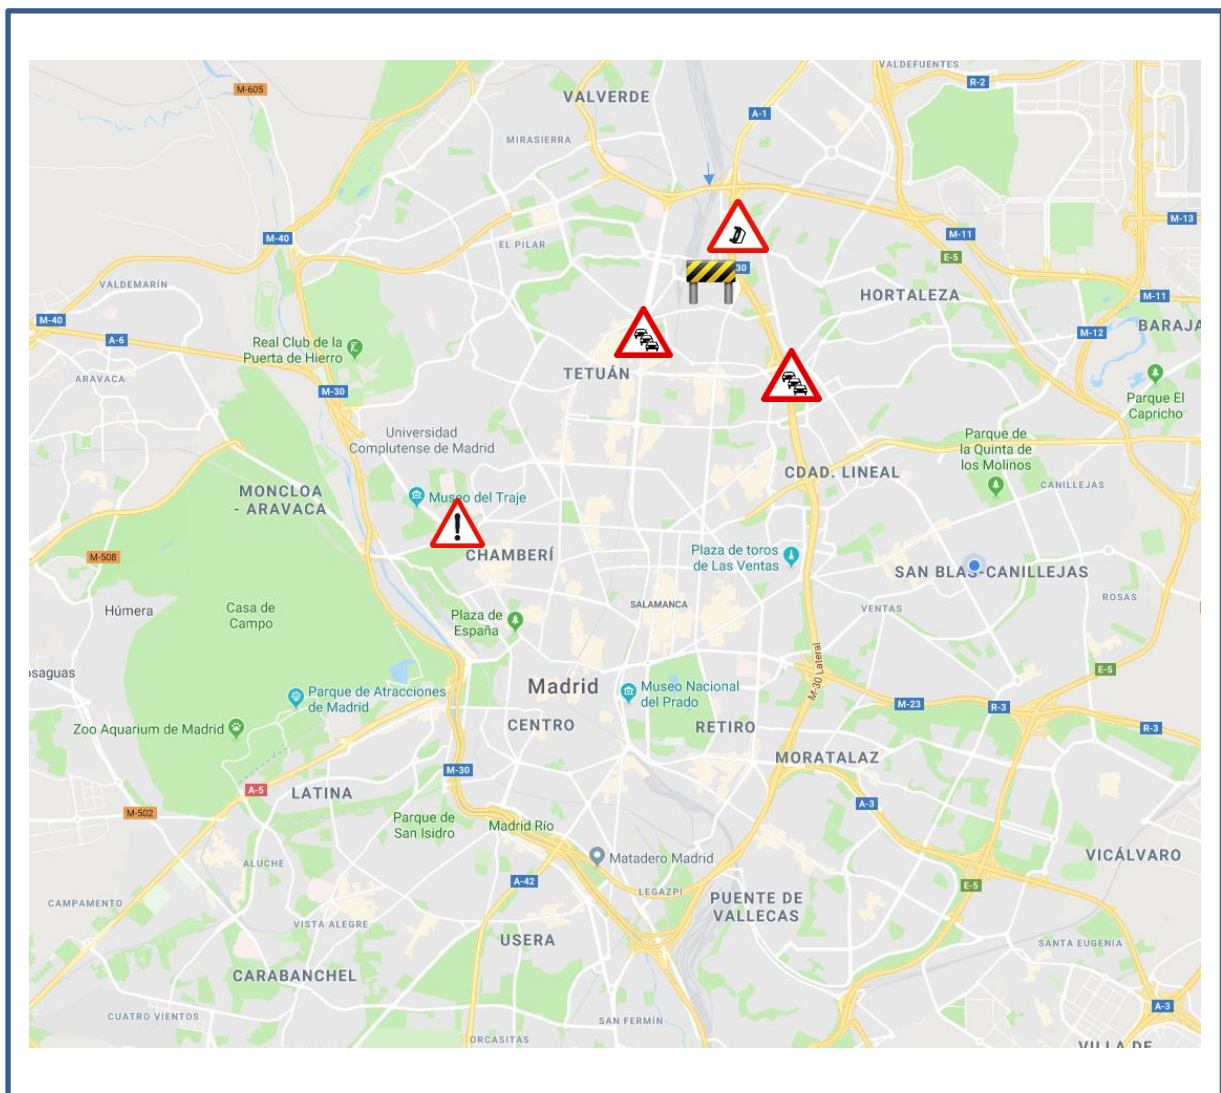 VALDEFUENTES
R-2
M-605
VALVERDE
A-1
MIRASIERRA
M-13
M-40
EL PILAR
M-11
E-5
30
VALDEMARÍN
HORTALEZA
M-11
M-40
A-6
Real Club de la
Puerta de Hierro
M-12
BARAJA
TETUÁN
ARAVACA
M-30
Parque El
Capricho
Universidad
Complutense de Madrid
Parque de
la Quinta de
los Molinos
CDAD. LINEAL
CANILLEJAS
MONCLOA
- ARAVACA
Museo del Traje
M-508
CHAMBERÍ
Plaza de toros
de Las Ventas
SAN BLAS-CANILLEJAS
Húmera
Casa de
Campo
Plaza de
España
SALAMANCA
VENTAS
ROSAS
osaguas
M-30 Lateral
E-5
Parque de Atracciones
de Madrid
Madrid
Museo Nacional
del Prado
M-23
R-3
Zoo Aquarium de Madrid
CENTRO
RETIRO
R-3
MORATALAZ
M-30
A-5
LATINA
M-502
A-3
Parque de
San Isidro
Madrid Río
ALUCHE
Matadero Madrid
VICÁLVARO
A-42
LEGAZPI
E-5
CAMPAMENTO
PUENTE DE
VALLECAS
VISTA ALEGRE
USERA
SANTA EUGENIA
CARABANCHEL
A-3
CUATRO VIENTOS
SAN FERMÍN
ORCASITAS
VILLA DE